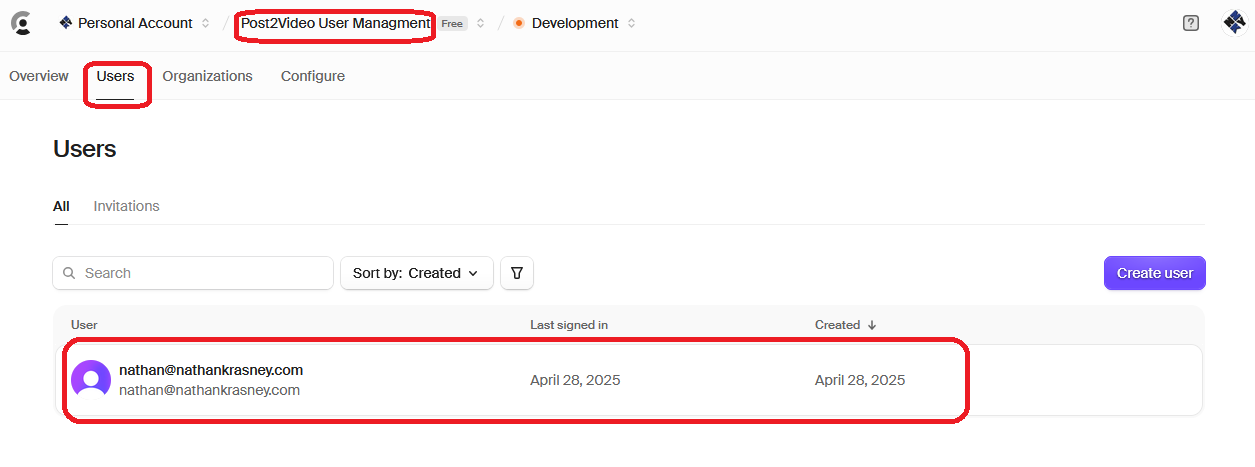 Personal Account / Post2Video User Managment Free / Development ?
Overview Users Organizations Configure
Users
All Invitations
Search Sort by: Created Create user
User Last signed in Created
nathan@nathankrasney.com
nathan@nathankrasney.com April 28, 2025 April 28, 2025